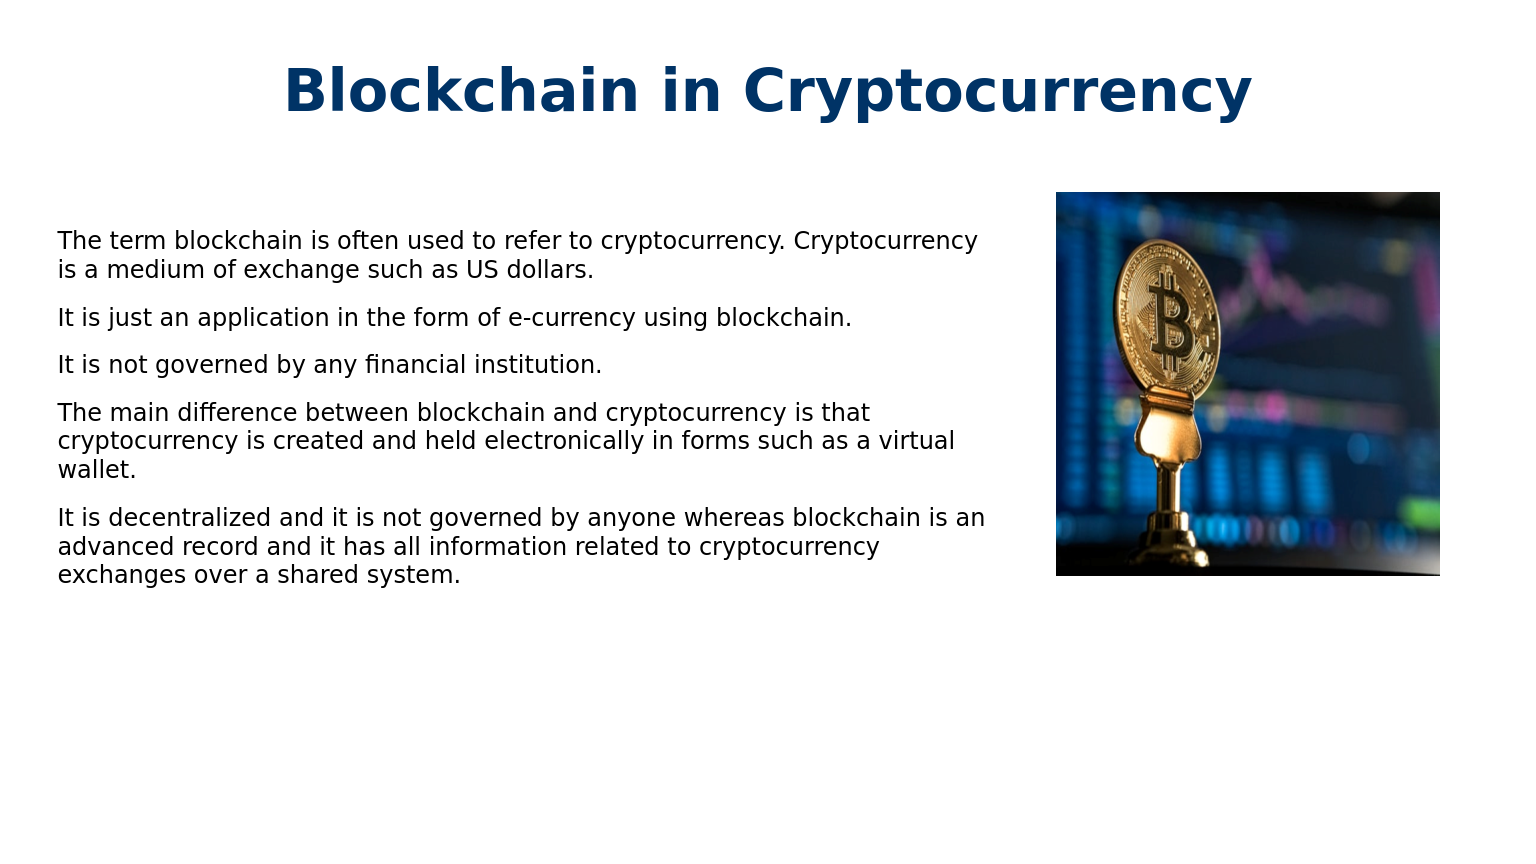 Blockchain in Cryptocurrency
The term blockchain is often used to refer to cryptocurrency. Cryptocurrency
is a medium of exchange such as US dollars.
It is just an application in the form of e-currency using blockchain.
It is not governed by any financial institution.
The main difference between blockchain and cryptocurrency is that
cryptocurrency is created and held electronically in forms such as a virtual
wallet.
It is decentralized and it is not governed by anyone whereas blockchain is an
advanced record and it has all information related to cryptocurrency
exchanges over a shared system.